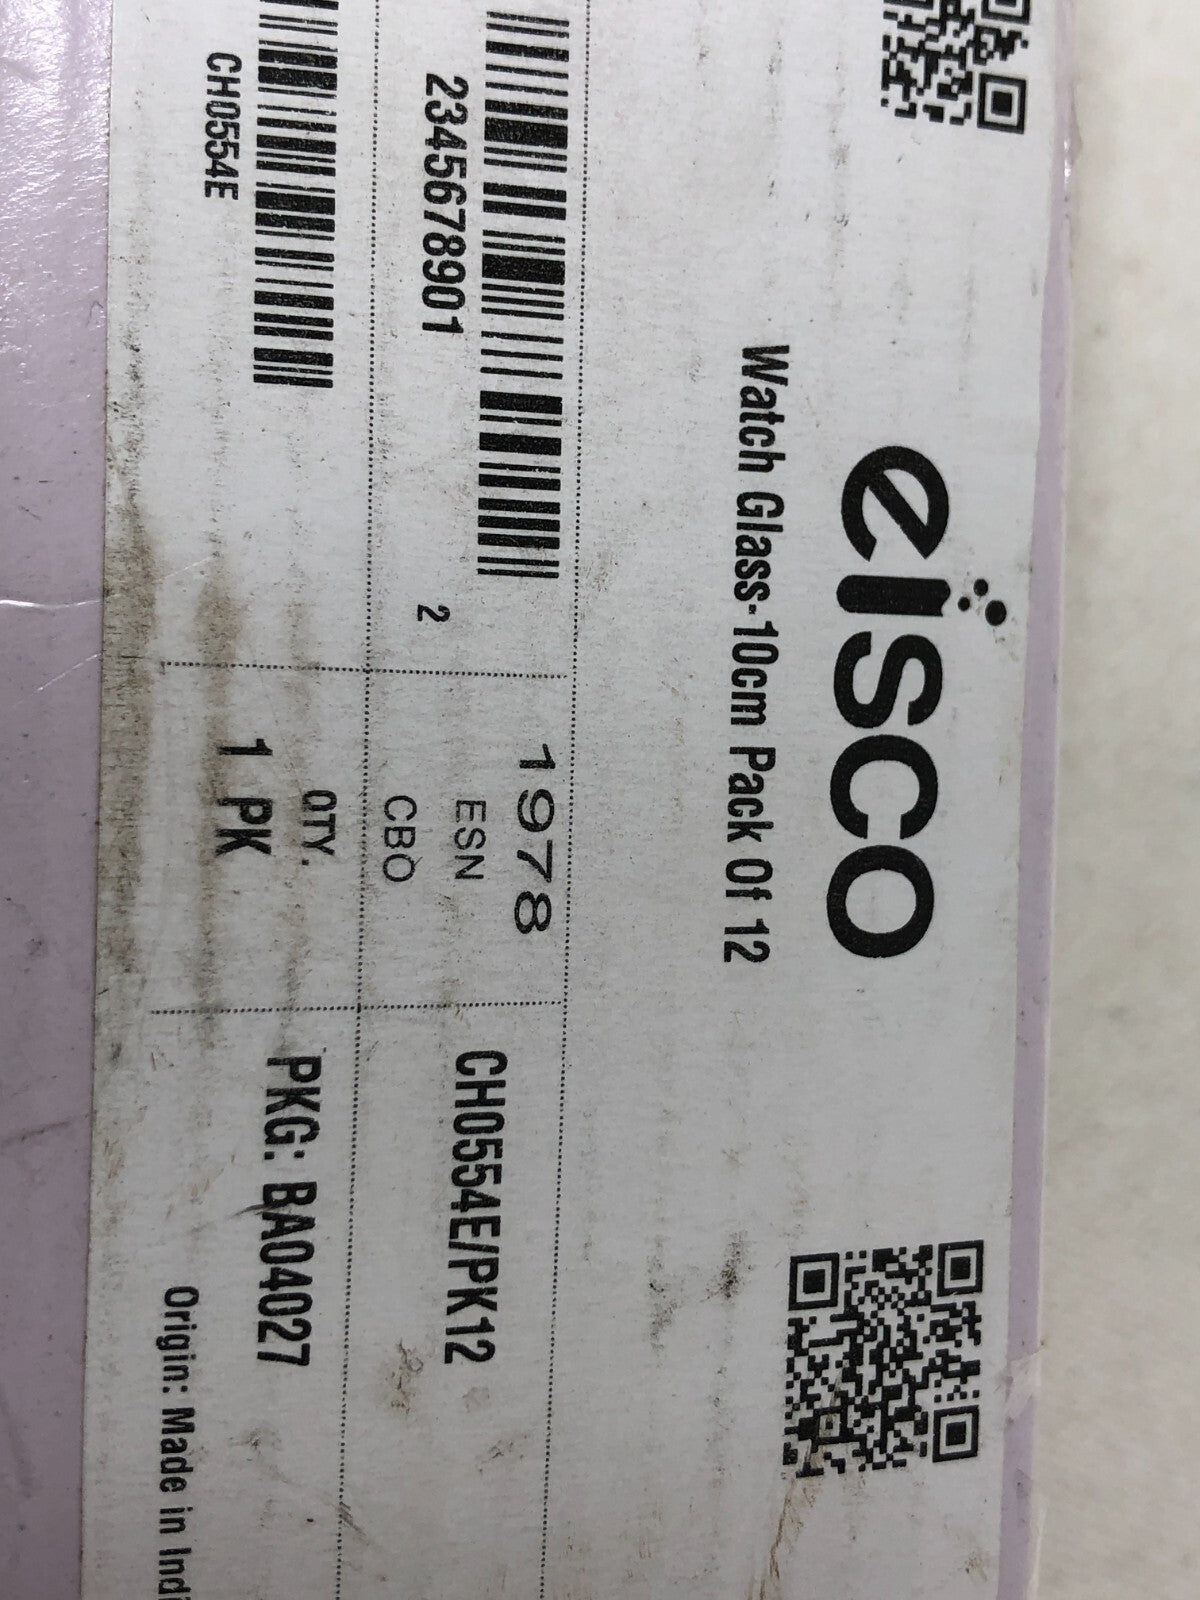 eisco
Watch Glass-10cm Pack Of 12
2345678901
2
1978
ESN
CBO
CH0554E/PK12
CH0554E
QTY.
1 PK
PKG: BA04027
Origin: Made in Indi